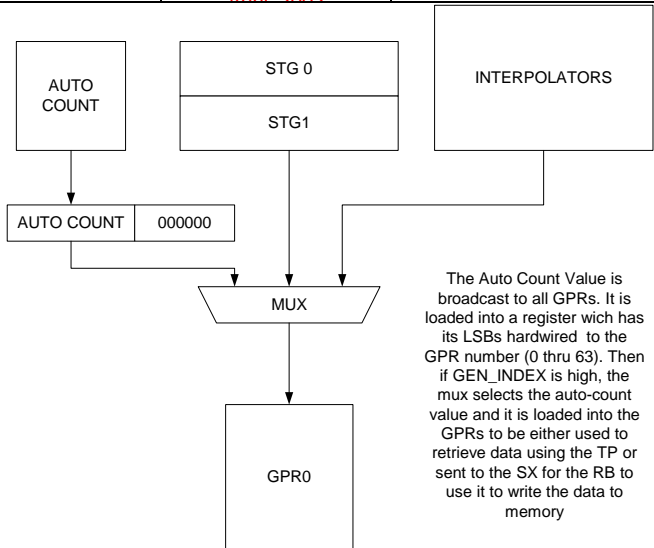 AUTO
COUNT
STG 0
STG1
INTERPOLATORS
AUTO COUNT
000000
MUX
The Auto Count Value is
broadcast to all GPRs. It is
loaded into a register wich has
its LSBs hardwired to the
GPR number (0 thru 63). Then
if GEN_INDEX is high, the
mux selects the auto-count
value and it is loaded into the
GPRs to be either used to
retrieve data using the TP or
sent to the SX for the RB to
use it to write the data to
memory
GPR0